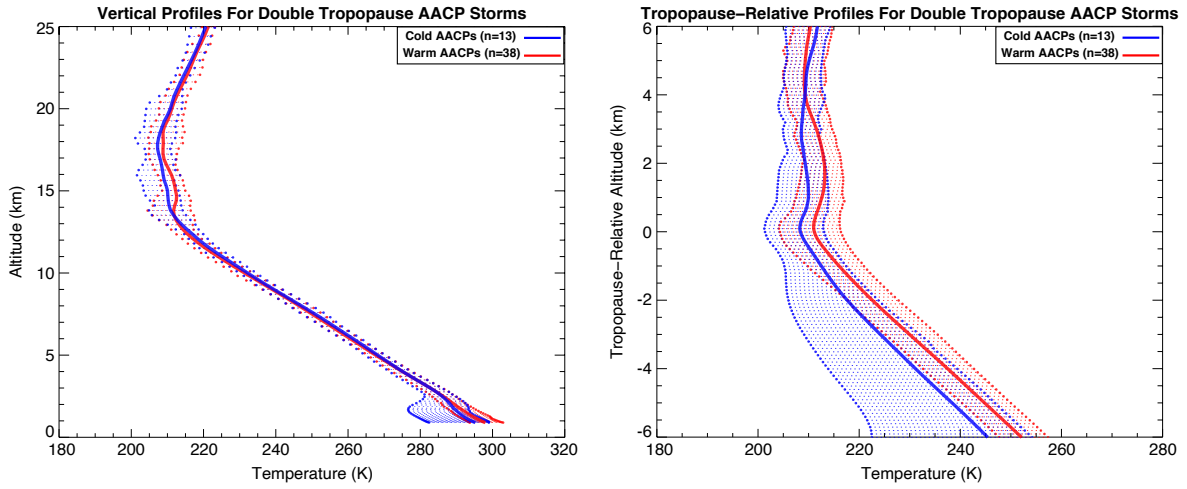 Vertical Profiles For Double Tropopause AACP Storms
25
20
15
10
5
0
Altitude (km)
180 200 220 240 260 280 300 320
Temperature (K)
Cold AACPs (n=13)
Warm AACPs (n=38)
Tropopause−Relative Profiles For Double Tropopause AACP Storms
6
4
2
0
-2
-4
-6
Tropopause−Relative Altitude (km)
180 200 220 240 260 280
Temperature (K)
Cold AACPs (n=13)
Warm AACPs (n=38)